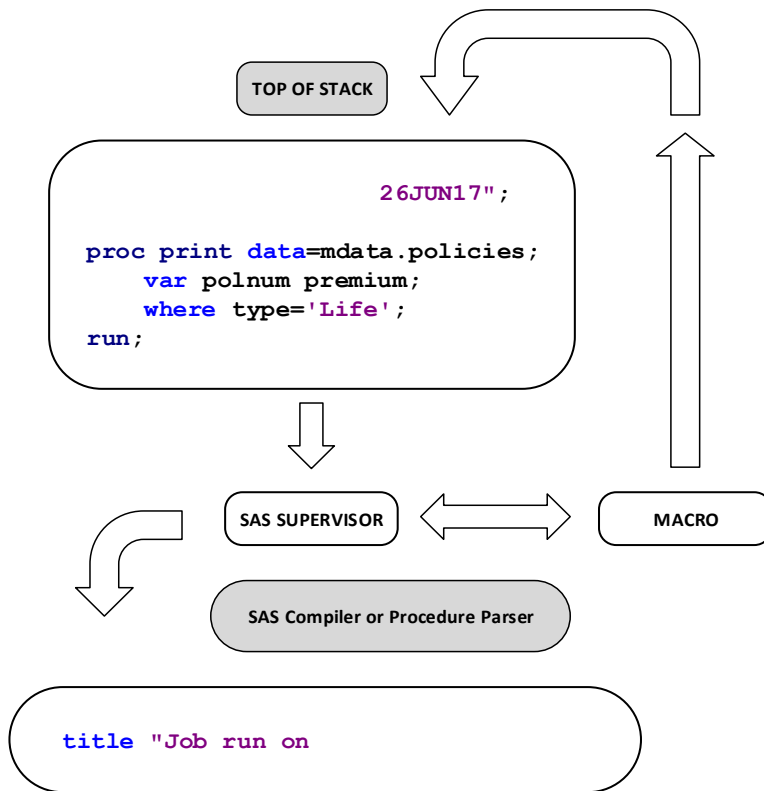 TOP OF STACK
26JUN17";
proc print data=mdata.policies;
var polnum premium;
where type='Life';
run;
SAS SUPERVISOR
MACRO
SAS Compiler or Procedure Parser
title "Job run on